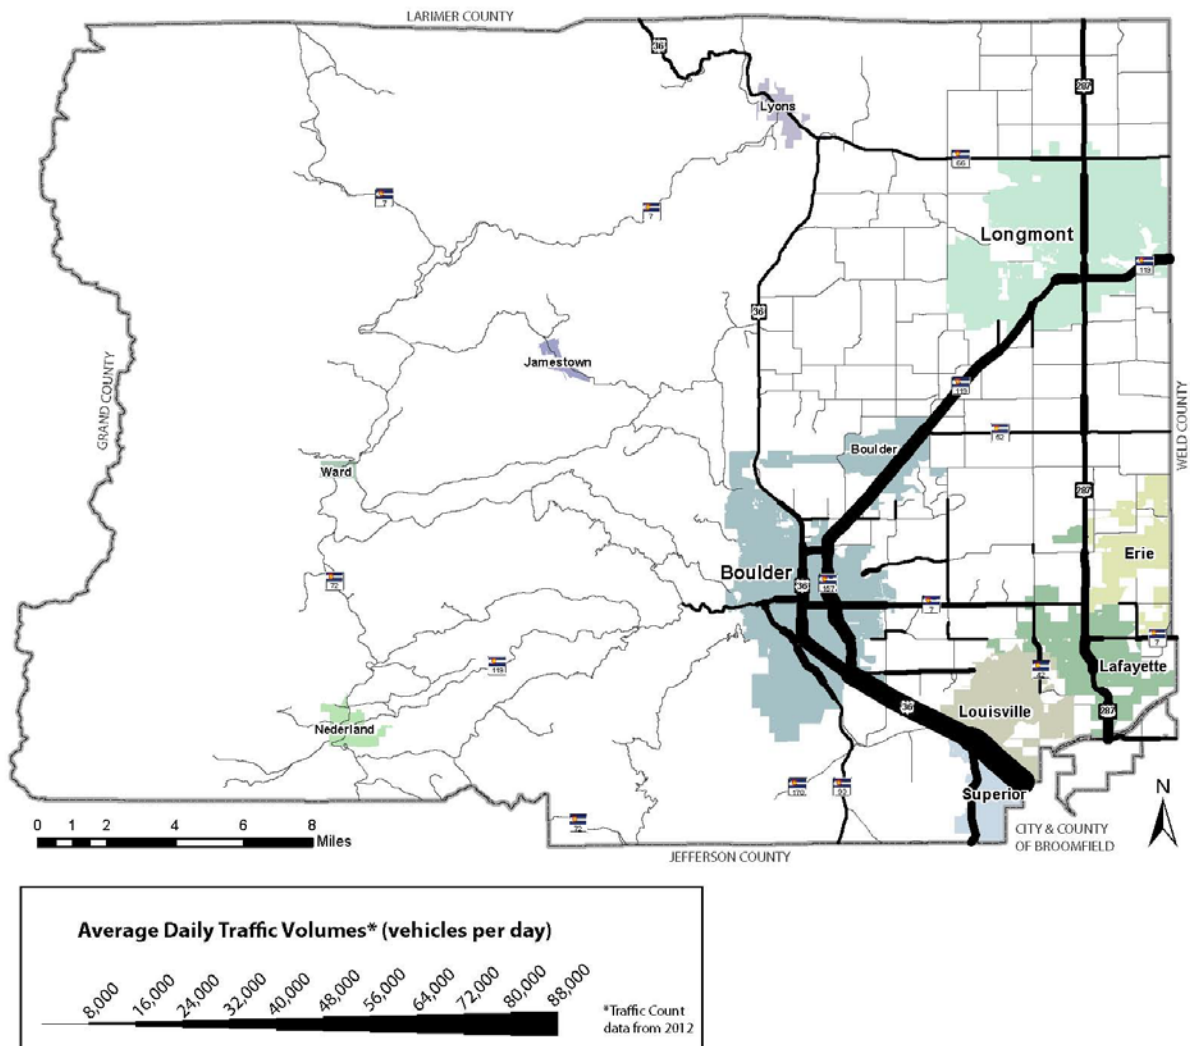 LARIMER COUNTY
36
287
Lyons
66
7
7
Longmont
119
36
GRAND COUNTY
Jamestown
119
WELD COUNTY
52
Boulder
Ward
287
Erie
Boulder
72
36
157
7
7
119
42
Lafayette
Nederland
36
Louisville
287
170
93
Superior
72
N
0 1 2 4 6 8
Miles
CITY & COUNTY
OF BROOMFIELD
JEFFERSON COUNTY
Average Daily Traffic Volumes* (vehicles per day)
8,000
16,000
24,000
32,000
40,000
48,000
56,000
64,000
72,000
80,000
88,000
*Traffic Count
data from 2012